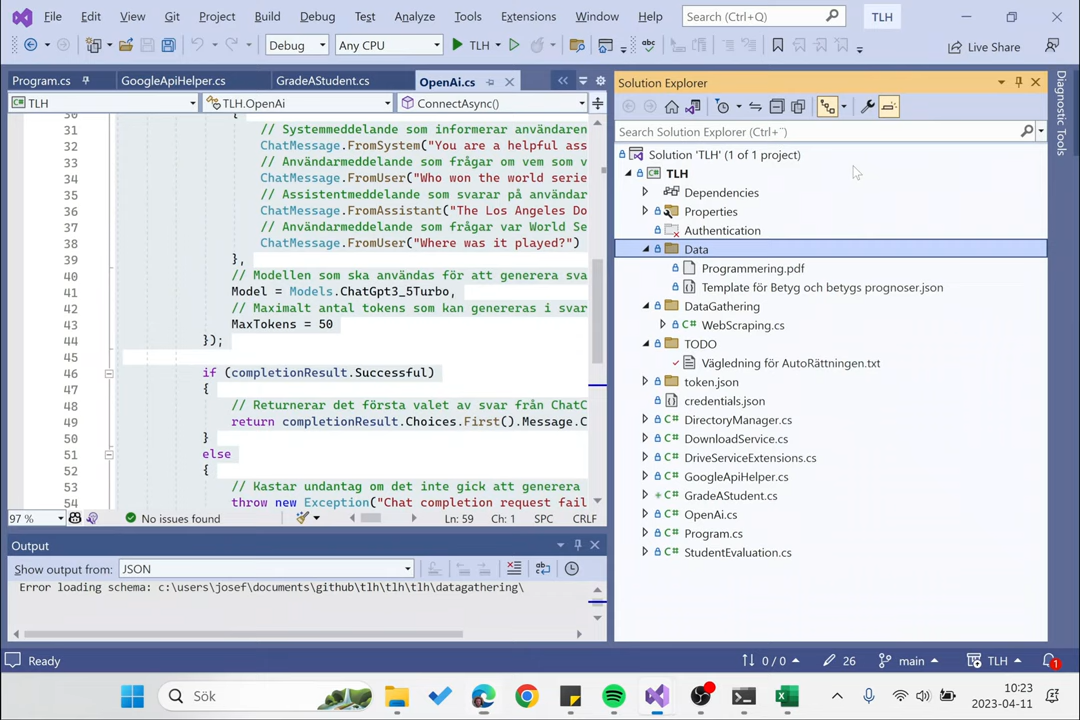 File Edit View Git Project Build Debug Test Analyze Tools Extensions Window Help Search (Ctrl+Q) TLH
Debug Any CPU TLH Live Share
Program.cs GoogleApiHelper.cs GradeAStudent.cs OpenAi.cs
TLH TLH.OpenAi ConnectAsync()
30 {
31 // Systemmeddelande som informerar användaren
32 ChatMessage.FromSystem("You are a helpful ass
33 // Användarmeddelande som frågar om vem som v
34 ChatMessage.FromUser("Who won the world serie
35 // Assistentmeddelande som svarar på användar
36 ChatMessage.FromAssistant("The Los Angeles Do
37 // Användarmeddelande som frågar var World Se
38 ChatMessage.FromUser("Where was it played?")
39 },
40 // Modellen som ska användas för att generera sva
41 Model = Models.ChatGpt3_5Turbo,
42 // Maximalt antal tokens som kan genereras i svar
43 MaxTokens = 50
44 });
45
46 if (completionResult.Successful)
47 {
48 // Returnerar det första valet av svar från ChatC
49 return completionResult.Choices.First().Message.C
50 }
51 else
52 {
53 // Kastar undantag om det inte gick att generera
54 throw new Exception("Chat completion request fail
97 % No issues found Ln: 59 Ch: 1 SPC CRLF
Output
Show output from: JSON
Error loading schema: c:\users\josef\documents\github\tlh\tlh\tlh\datagathering\
Solution Explorer
Search Solution Explorer (Ctrl+¨)
Solution 'TLH' (1 of 1 project)
TLH
Dependencies
Properties
Authentication
Data
Programmering.pdf
Template för Betyg och betygs prognoser.json
DataGathering
WebScraping.cs
TODO
Vägledning för AutoRättningen.txt
token.json
credentials.json
DirectoryManager.cs
DownloadService.cs
DriveServiceExtensions.cs
GoogleApiHelper.cs
GradeAStudent.cs
OpenAi.cs
Program.cs
StudentEvaluation.cs
Diagnostic Tools
Ready 0 / 0 26 main TLH 1
Sök 10:23
2023-04-11